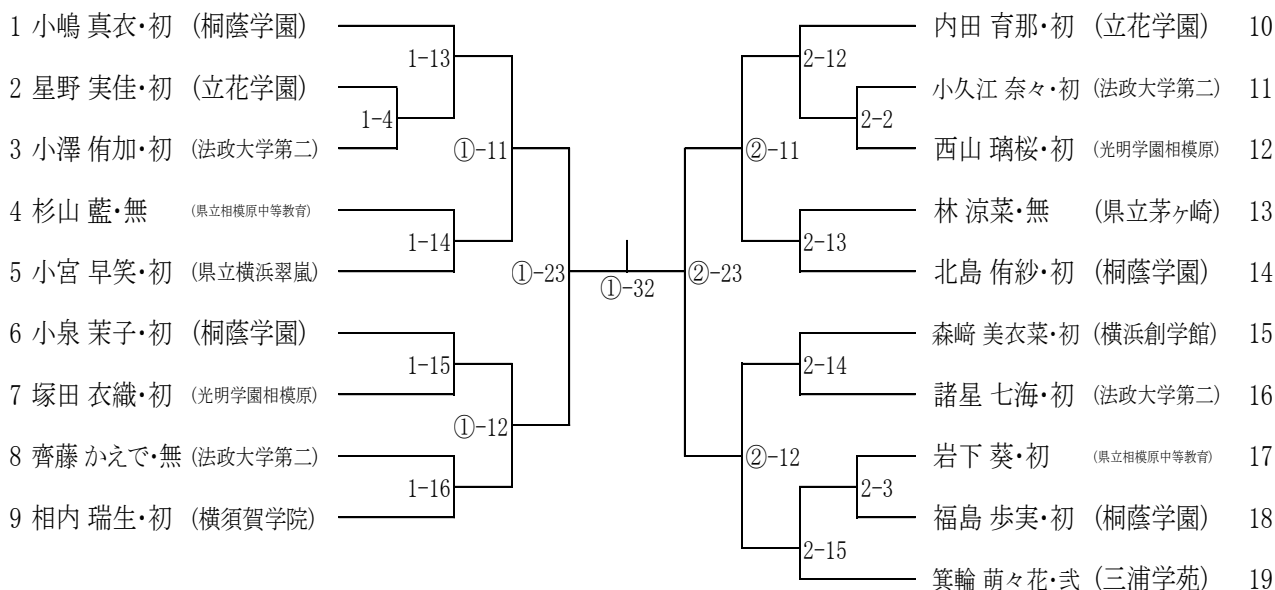 1 小嶋 真衣・初 (桐蔭学園)
2 星野 実佳・初 (立花学園)
3 小澤 侑加・初 (法政大学第二)
4 杉山 藍・無 (県立相模原中等教育)
5 小宮 早笑・初 (県立横浜翠嵐)
6 小泉 茉子・初 (桐蔭学園)
7 塚田 衣織・初 (光明学園相模原)
8 齊藤 かえで・無 (法政大学第二)
9 相内 瑞生・初 (横須賀学院)
1-13
1-4
①-11
1-14
①-23
1-15
①-12
1-16
①-32
2-12
2-2
②-11
2-13
②-23
2-14
②-12
2-3
2-15
内田 育那・初 (立花学園) 10
小久江 奈々・初 (法政大学第二) 11
西山 璃桜・初 (光明学園相模原) 12
林 涼菜・無 (県立茅ヶ崎) 13
北島 侑紗・初 (桐蔭学園) 14
森﨑 美衣菜・初 (横浜創学館) 15
諸星 七海・初 (法政大学第二) 16
岩下 葵・初 (県立相模原中等教育) 17
福島 歩実・初 (桐蔭学園) 18
箕輪 萌々花・弐 (三浦学苑) 19